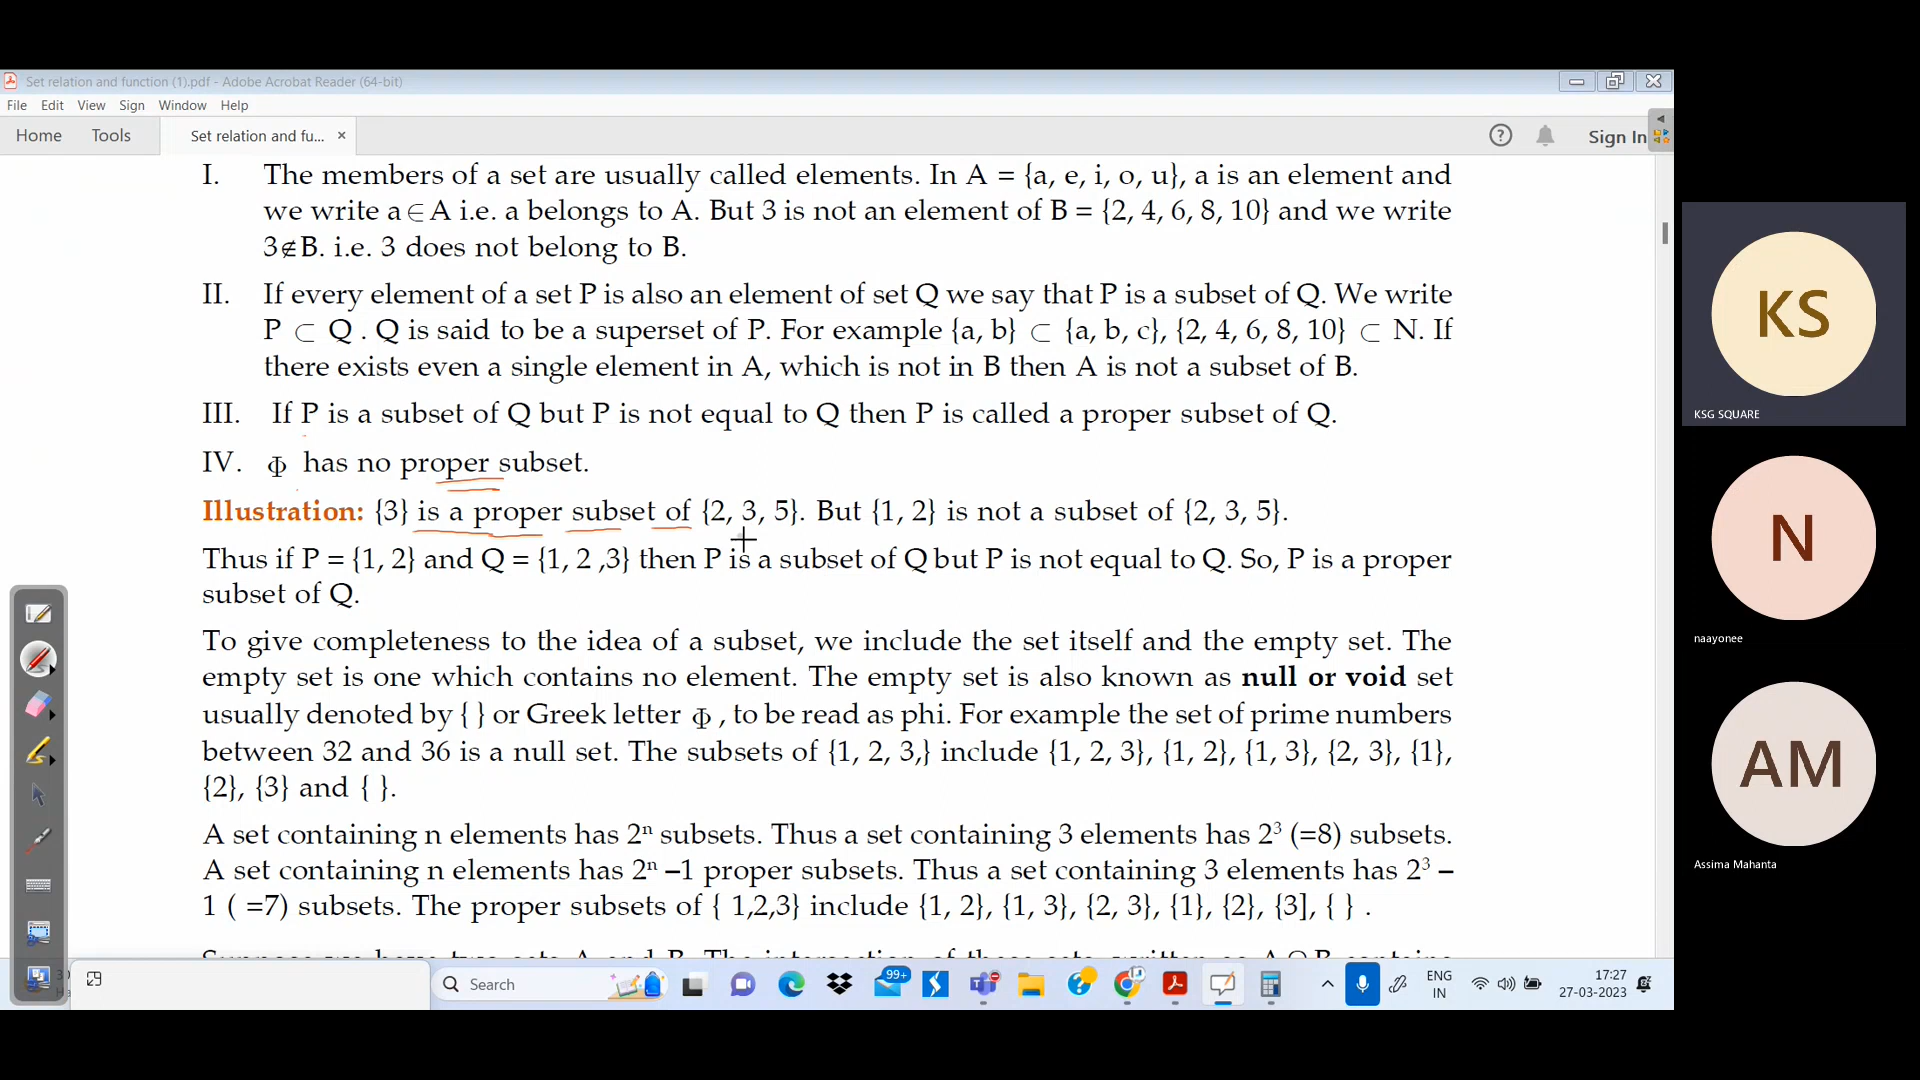 Set relation and function (1).pdf - Adobe Acrobat Reader (64-bit)
File Edit View Sign Window Help
Home Tools Set relation and fu... × Sign In
I. The members of a set are usually called elements. In A = {a, e, i, o, u}, a is an element and
we write a∈A i.e. a belongs to A. But 3 is not an element of B = {2, 4, 6, 8, 10} and we write
3∉B. i.e. 3 does not belong to B.
II. If every element of a set P is also an element of set Q we say that P is a subset of Q. We write
P ⊂ Q . Q is said to be a superset of P. For example {a, b} ⊂ {a, b, c}, {2, 4, 6, 8, 10} ⊂ N. If
there exists even a single element in A, which is not in B then A is not a subset of B.
III. If P is a subset of Q but P is not equal to Q then P is called a proper subset of Q.
IV. Φ has no proper subset.
Illustration: {3} is a proper subset of {2, 3, 5}. But {1, 2} is not a subset of {2, 3, 5}.
Thus if P = {1, 2} and Q = {1, 2 ,3} then P is a subset of Q but P is not equal to Q. So, P is a proper
subset of Q.
To give completeness to the idea of a subset, we include the set itself and the empty set. The
empty set is one which contains no element. The empty set is also known as null or void set
usually denoted by { } or Greek letter Φ , to be read as phi. For example the set of prime numbers
between 32 and 36 is a null set. The subsets of {1, 2, 3,} include {1, 2, 3}, {1, 2}, {1, 3}, {2, 3}, {1},
{2}, {3} and { }.
A set containing n elements has 2ⁿ subsets. Thus a set containing 3 elements has 2³ (=8) subsets.
A set containing n elements has 2ⁿ –1 proper subsets. Thus a set containing 3 elements has 2³ –
1 ( =7) subsets. The proper subsets of { 1,2,3} include {1, 2}, {1, 3}, {2, 3}, {1}, {2}, {3], { } .
Suppose we have two sets A and B. The intersection of these sets, written as A∩B contains
Search
99+
ENG
IN
17:27
27-03-2023
KS
KSG SQUARE
N
naayonee
AM
Assima Mahanta